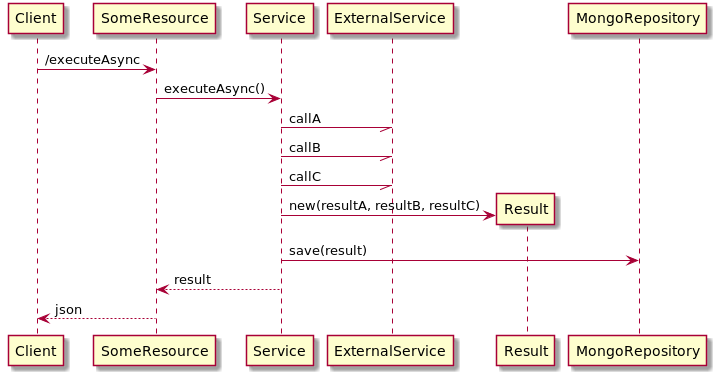 Client SomeResource Service ExternalService MongoRepository
/executeAsync
executeAsync()
callA
callB
callC
new(resultA, resultB, resultC) Result
save(result)
result
json
Client SomeResource Service ExternalService Result MongoRepository